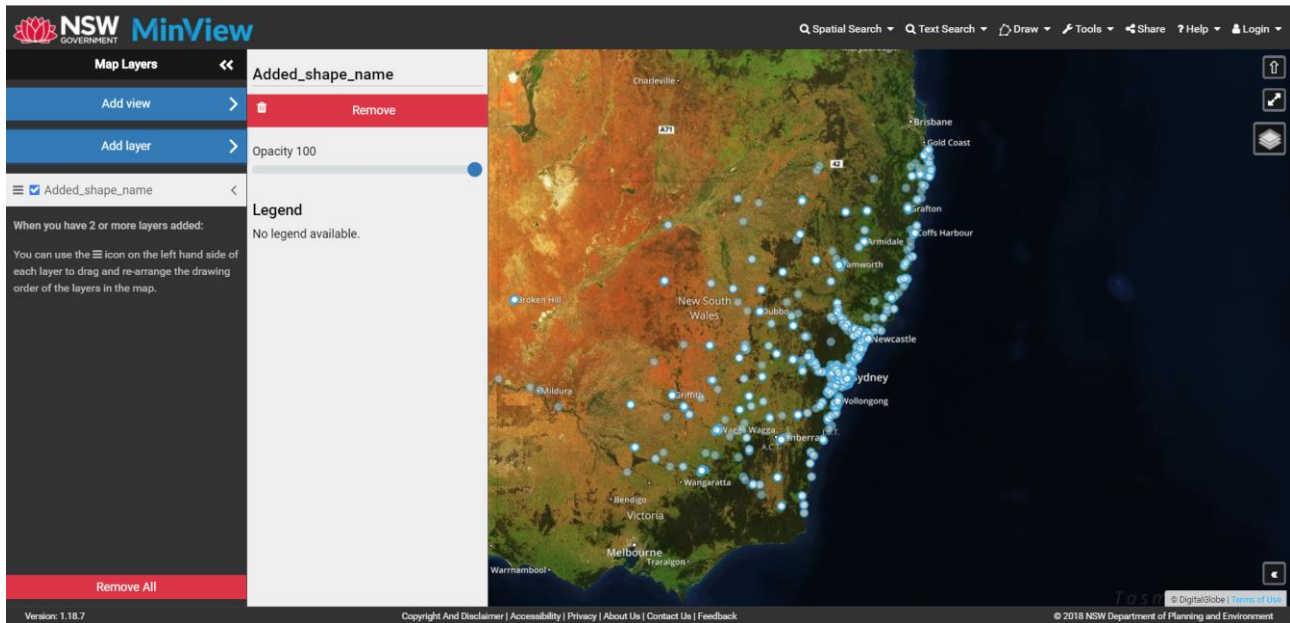 NSW
GOVERNMENT
MinView
Spatial Search
Text Search
Draw
Tools
Share
? Help
Login
Map Layers
Add view
Add layer
Added_shape_name
When you have 2 or more layers added:
You can use the ☰ icon on the left hand side of
each layer to drag and re-arrange the drawing
order of the layers in the map.
Remove All
Added_shape_name
Remove
Opacity 100
Legend
No legend available.
Charleville
A71
Brisbane
Gold Coast
42
Grafton
Coffs Harbour
Armidale
Tamworth
Broken Hill
New South
Wales
Dubbo
Newcastle
Sydney
Mildura
Griffith
Wollongong
Wagga Wagga
Canberra
Wangaratta
Bendigo
Victoria
Melbourne
Traralgon
Warrnambool
© DigitalGlobe | Terms of Use
Version: 1.18.7
Copyright And Disclaimer | Accessibility | Privacy | About Us | Contact Us | Feedback
© 2018 NSW Department of Planning and Environment